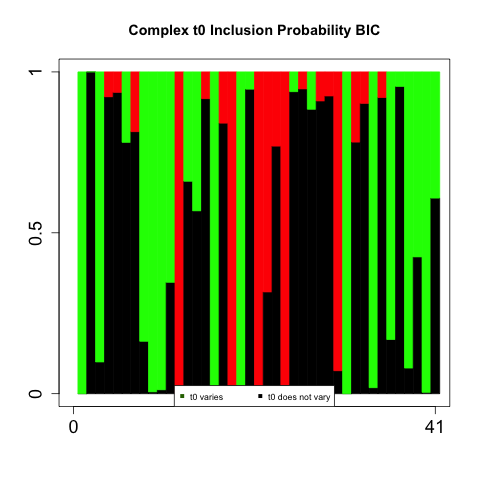 Complex t0 Inclusion Probability BIC
1
0.5
0
t0 varies t0 does not vary
0 41